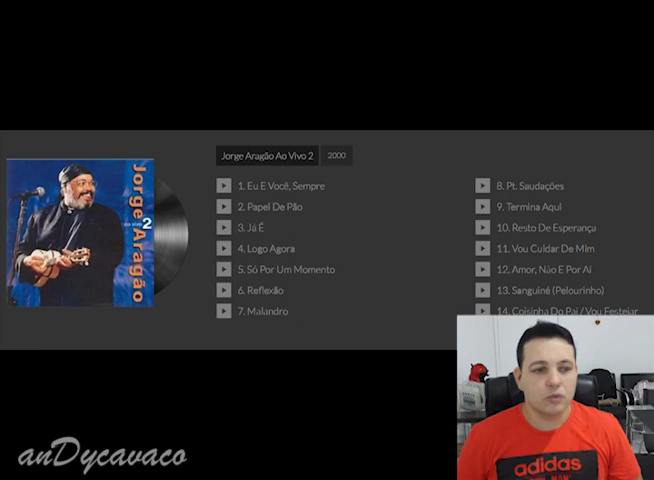 Jorge Aragão Ao Vivo 2
2000
1. Eu E Você, Sempre
2. Papel De Pão
3. Já É
4. Logo Agora
5. Só Por Um Momento
6. Reflexão
7. Malandro
8. Pt. Saudações
9. Termina Aqui
10. Resto De Esperança
11. Vou Cuidar De Mim
12. Amor, Não É Por Aí
13. Sanguiné (Pelourinho)
14. Coisinha Do Pai / Vou Festejar
Jorge Aragão
ao vivo 2
anDycavaco
adidas